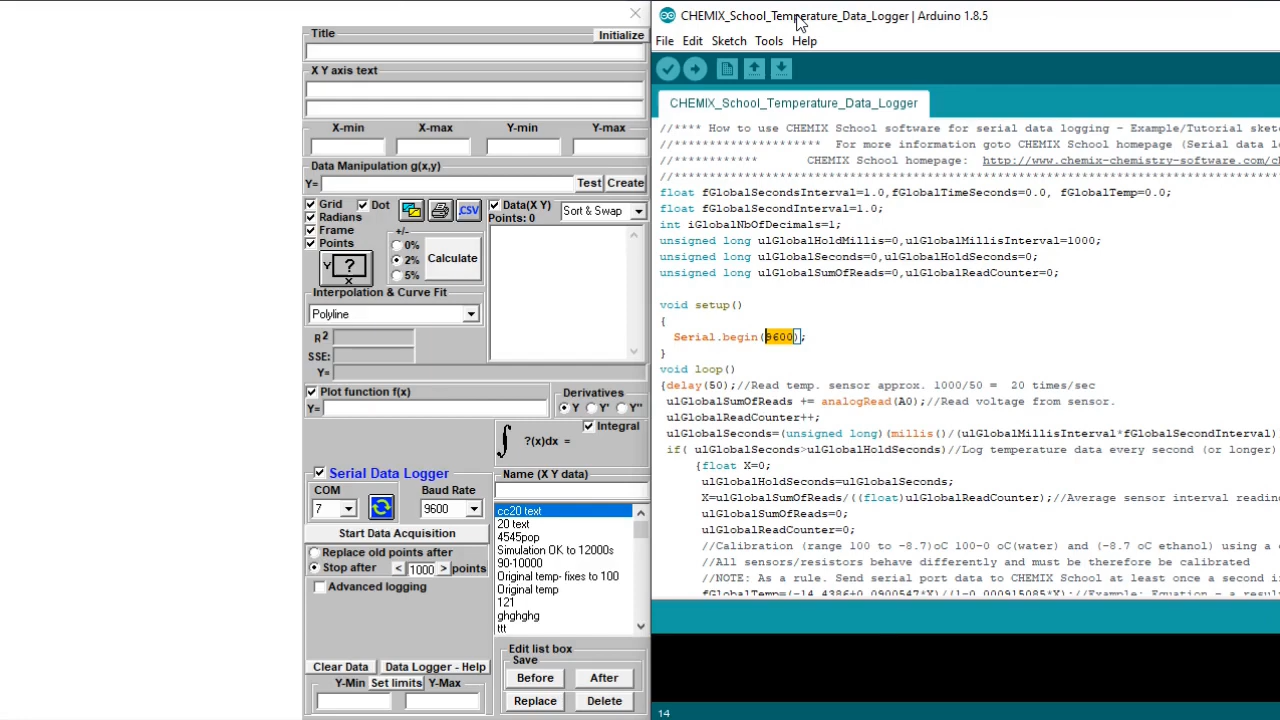 Title
Initialize
X Y axis text
X-min X-max Y-min Y-max
Data Manipulation g(x,y)
Y= Test Create
Grid Dot CSV Data(X Y)
Radians Points: 0 Sort & Swap
Frame
Points
+/-
0%
2%
5%
Calculate
Y ? X
Interpolation & Curve Fit
Polyline
R2
SSE:
Y=
Plot function f(x)
Y=
Derivatives
Y Y' Y''
Integral
∫ ?(x)dx =
Serial Data Logger
COM Baud Rate
7 9600
Start Data Acquisition
Replace old points after
Stop after < 1000 > points
Advanced logging
Clear Data Data Logger - Help
Y-Min Set limits Y-Max
Name (X Y data)
cc20 text
20 text
4545pop
Simulation OK to 12000s
90-10000
Original temp- fixes to 100
Original temp
121
ghghghg
ttt
Edit list box
Save
Before After
Replace Delete
CHEMIX_School_Temperature_Data_Logger | Arduino 1.8.5
File Edit Sketch Tools Help
CHEMIX_School_Temperature_Data_Logger
//**** How to use CHEMIX School software for serial data logging - Example/Tutorial sket
//******************** For more information goto CHEMIX School homepage (Serial data l
//************ CHEMIX School homepage: http://www.chemix-chemistry-software.com/c
//******************************************************************************
float fGlobalSecondsInterval=1.0,fGlobalTimeSeconds=0.0, fGlobalTemp=0.0;
float fGlobalSecondInterval=1.0;
int iGlobalNbOfDecimals=1;
unsigned long ulGlobalHoldMillis=0,ulGlobalMillisInterval=1000;
unsigned long ulGlobalSeconds=0,ulGlobalHoldSeconds=0;
unsigned long ulGlobalSumOfReads=0,ulGlobalReadCounter=0;
void setup()
{
Serial.begin(9600);
}
void loop()
{delay(50);//Read temp. sensor approx. 1000/50 = 20 times/sec
ulGlobalSumOfReads += analogRead(A0);//Read voltage from sensor.
ulGlobalReadCounter++;
ulGlobalSeconds=(unsigned long)(millis()/(ulGlobalMillisInterval*fGlobalSecondInterval)
if( ulGlobalSeconds>ulGlobalHoldSeconds)//Log temperature data every second (or longer)
{float X=0;
ulGlobalHoldSeconds=ulGlobalSeconds;
X=ulGlobalSumOfReads/((float)ulGlobalReadCounter);//Average sensor interval readin
ulGlobalSumOfReads=0;
ulGlobalReadCounter=0;
//Calibration (range 100 to -8.7)oC 100-0 oC(water) and (-8.7 oC ethanol) using a
//All sensors/resistors behave differently and must be therefore be calibrated
//NOTE: As a rule. Send serial port data to CHEMIX School at least once a second i
fGlobalTemp=(-14.4386+0.0900547*X)/(1-0.000915085*X);//Example: Equation - a resul
14